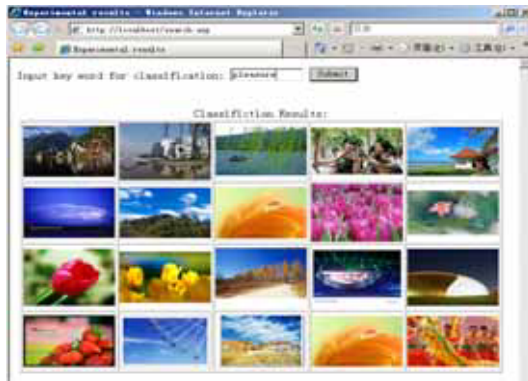 Experimental results - Windows Internet Explorer
http://localhost/search.asp
Experimental results
Input key word for classification: pleasure Submit
Classifiction Results: